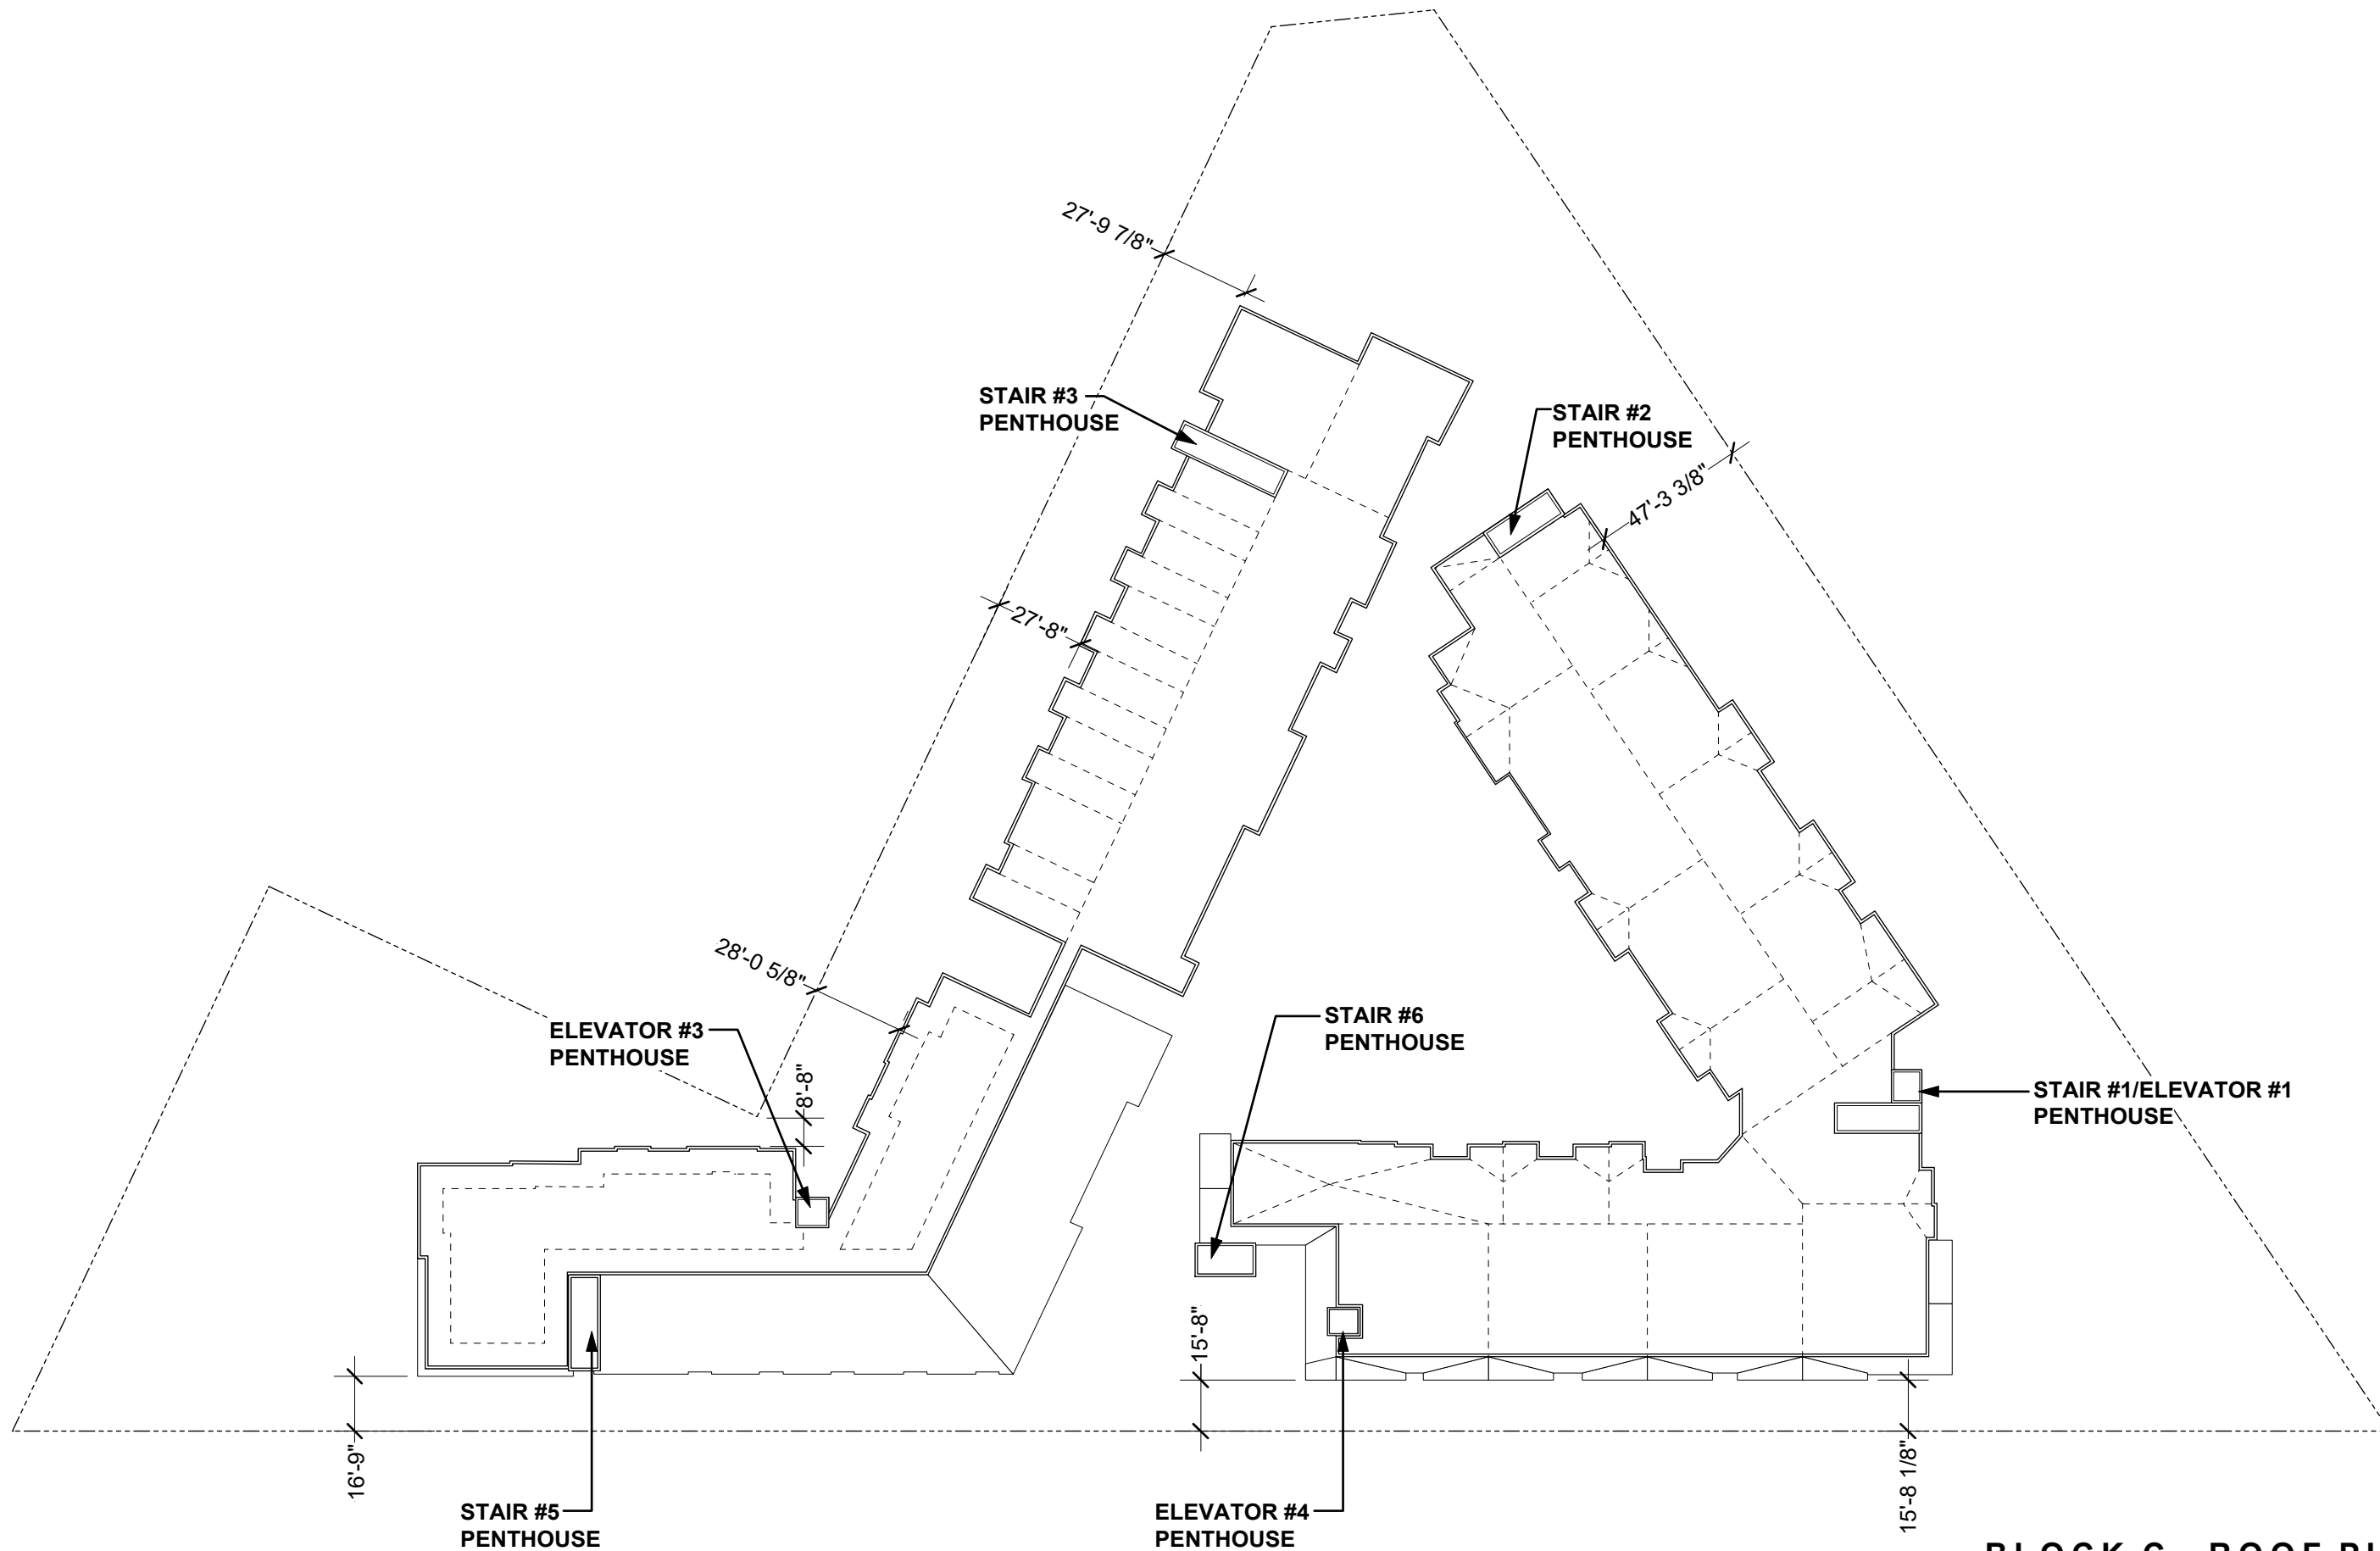 27'-9 7/8"
STAIR #3
PENTHOUSE
STAIR #2
PENTHOUSE
47'-3 3/8"
27'-8"
28'-0 5/8"
ELEVATOR #3
PENTHOUSE
8'-8"
STAIR #6
PENTHOUSE
STAIR #1/ELEVATOR #1
PENTHOUSE
15'-8"
16'-9"
15'-8 1/8"
STAIR #5
PENTHOUSE
ELEVATOR #4
PENTHOUSE